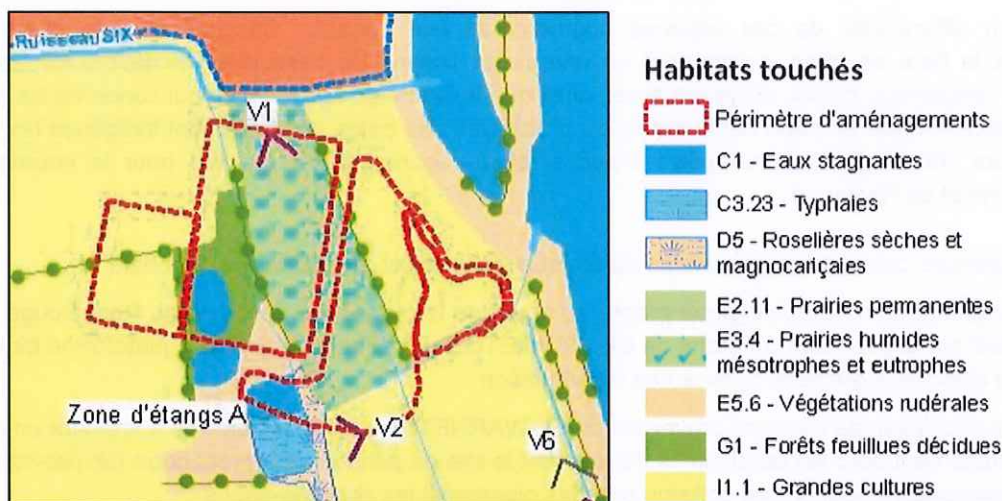 Ruisseau StX
V1
Zone d'étangs A
V2
V6
Habitats touchés
Périmètre d'aménagements
C1 - Eaux stagnantes
C3.23 - Typhaies
D5 - Roselières sèches et
magnocariçaies
E2.11 - Prairies permanentes
E3.4 - Prairies humides
mésotrophes et eutrophes
E5.6 - Végétations rudérales
G1 - Forêts feuillues décidues
I1.1 - Grandes cultures